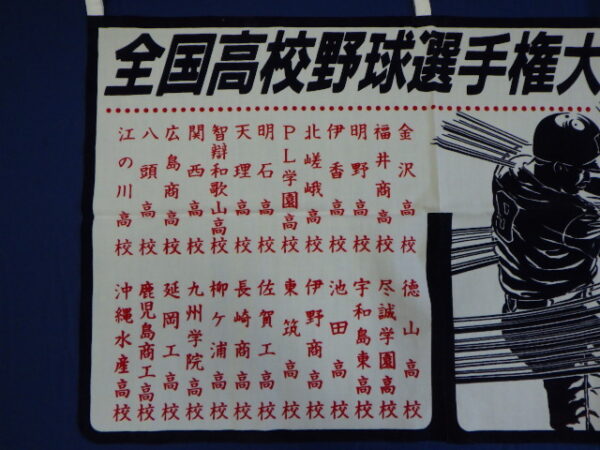 全国高校野球選手権大
金沢高校
福井商高校
明野高校
伊香高校
北嵯峨高校
PL学園高校
明石高校
天理高校
智辯和歌山高校
関西高校
広島商高校
八頭高校
江の川高校
徳山高校
尽誠学園高校
宇和島東高校
池田高校
伊野商高校
東筑高校
佐賀工高校
長崎商高校
柳ケ浦高校
九州学院高校
延岡工高校
鹿児島商工高校
沖縄水産高校